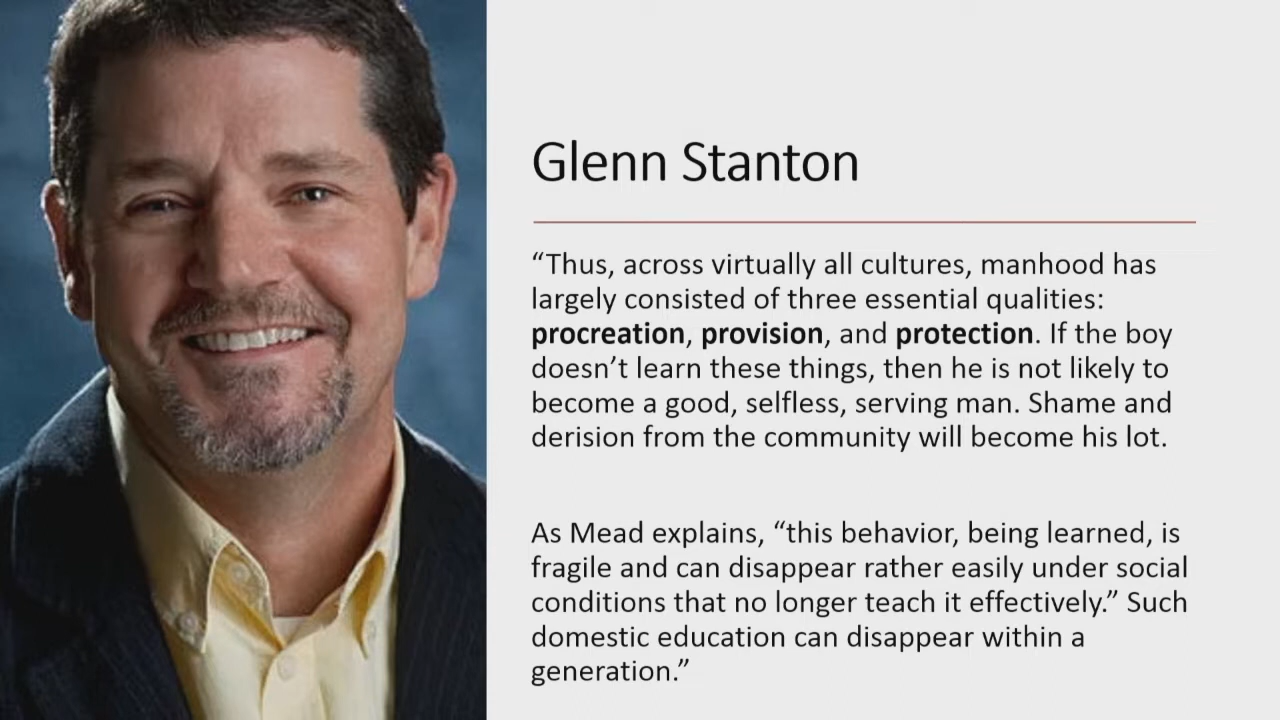 Glenn Stanton
“Thus, across virtually all cultures, manhood has
largely consisted of three essential qualities:
procreation, provision, and protection. If the boy
doesn’t learn these things, then he is not likely to
become a good, selfless, serving man. Shame and
derision from the community will become his lot.
As Mead explains, “this behavior, being learned, is
fragile and can disappear rather easily under social
conditions that no longer teach it effectively.” Such
domestic education can disappear within a
generation.”